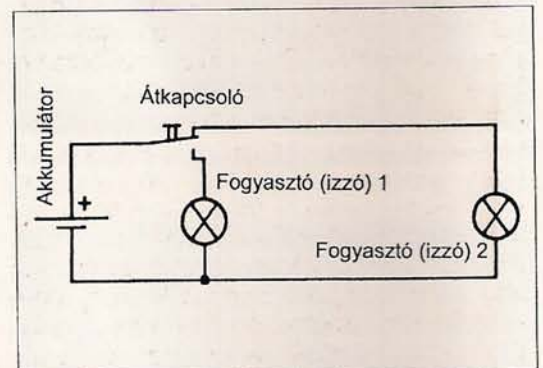 Akkumulátor
Átkapcsoló
+
Fogyasztó (izzó) 1
Fogyasztó (izzó) 2